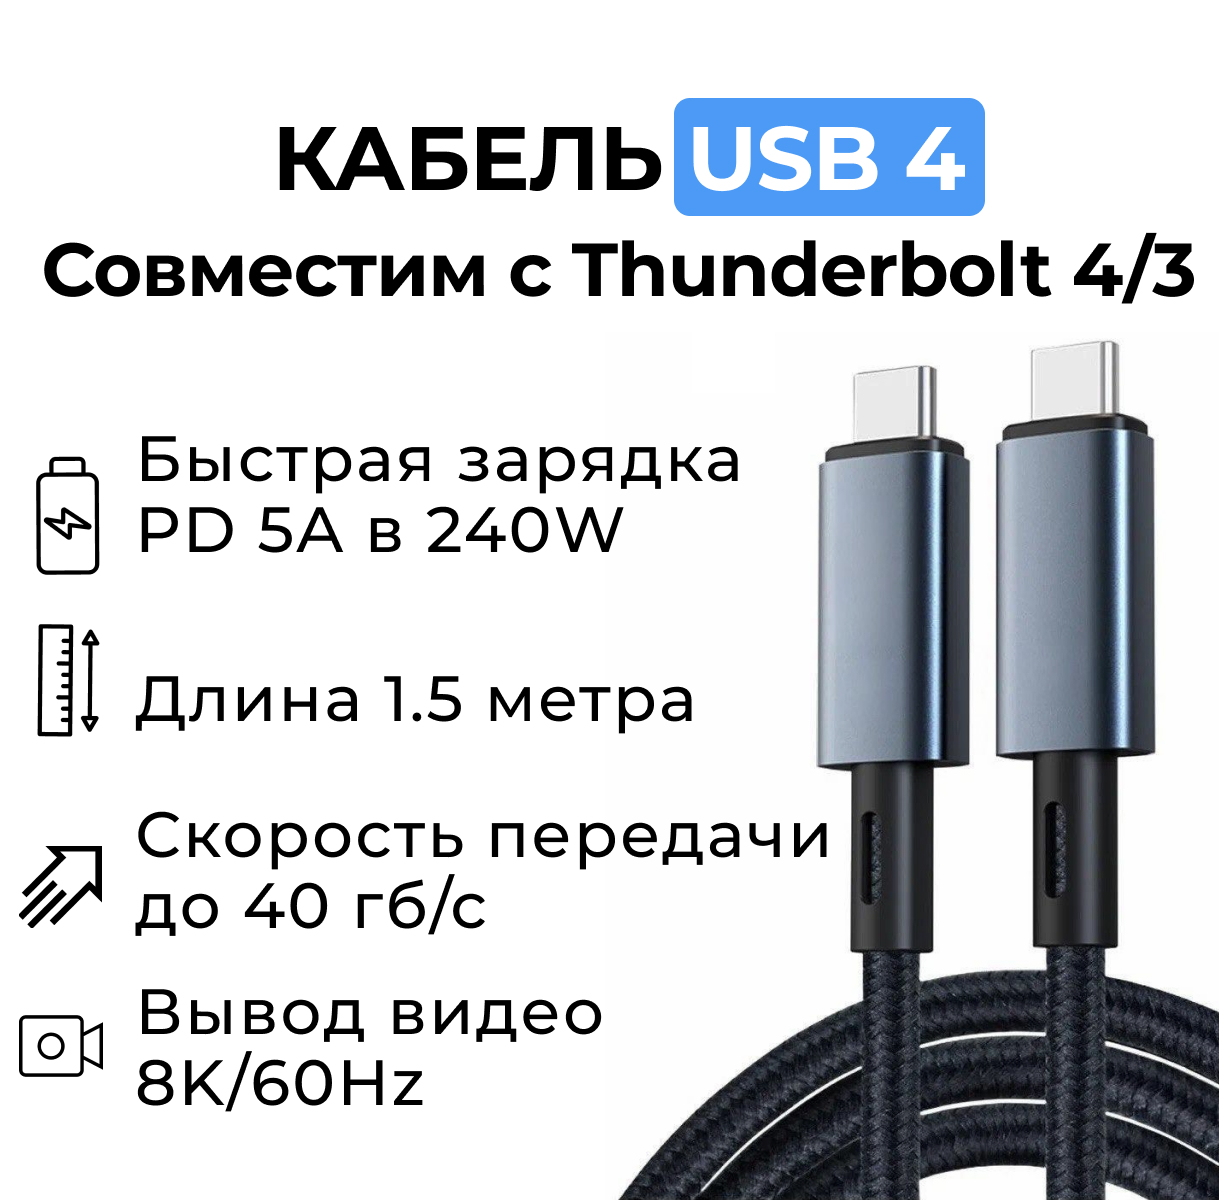 КАБЕЛЬ USB 4
Совместим с Thunderbolt 4/3
Быстрая зарядка
PD 5A в 240W
Длина 1.5 метра
Скорость передачи
до 40 гб/с
Вывод видео
8K/60Hz